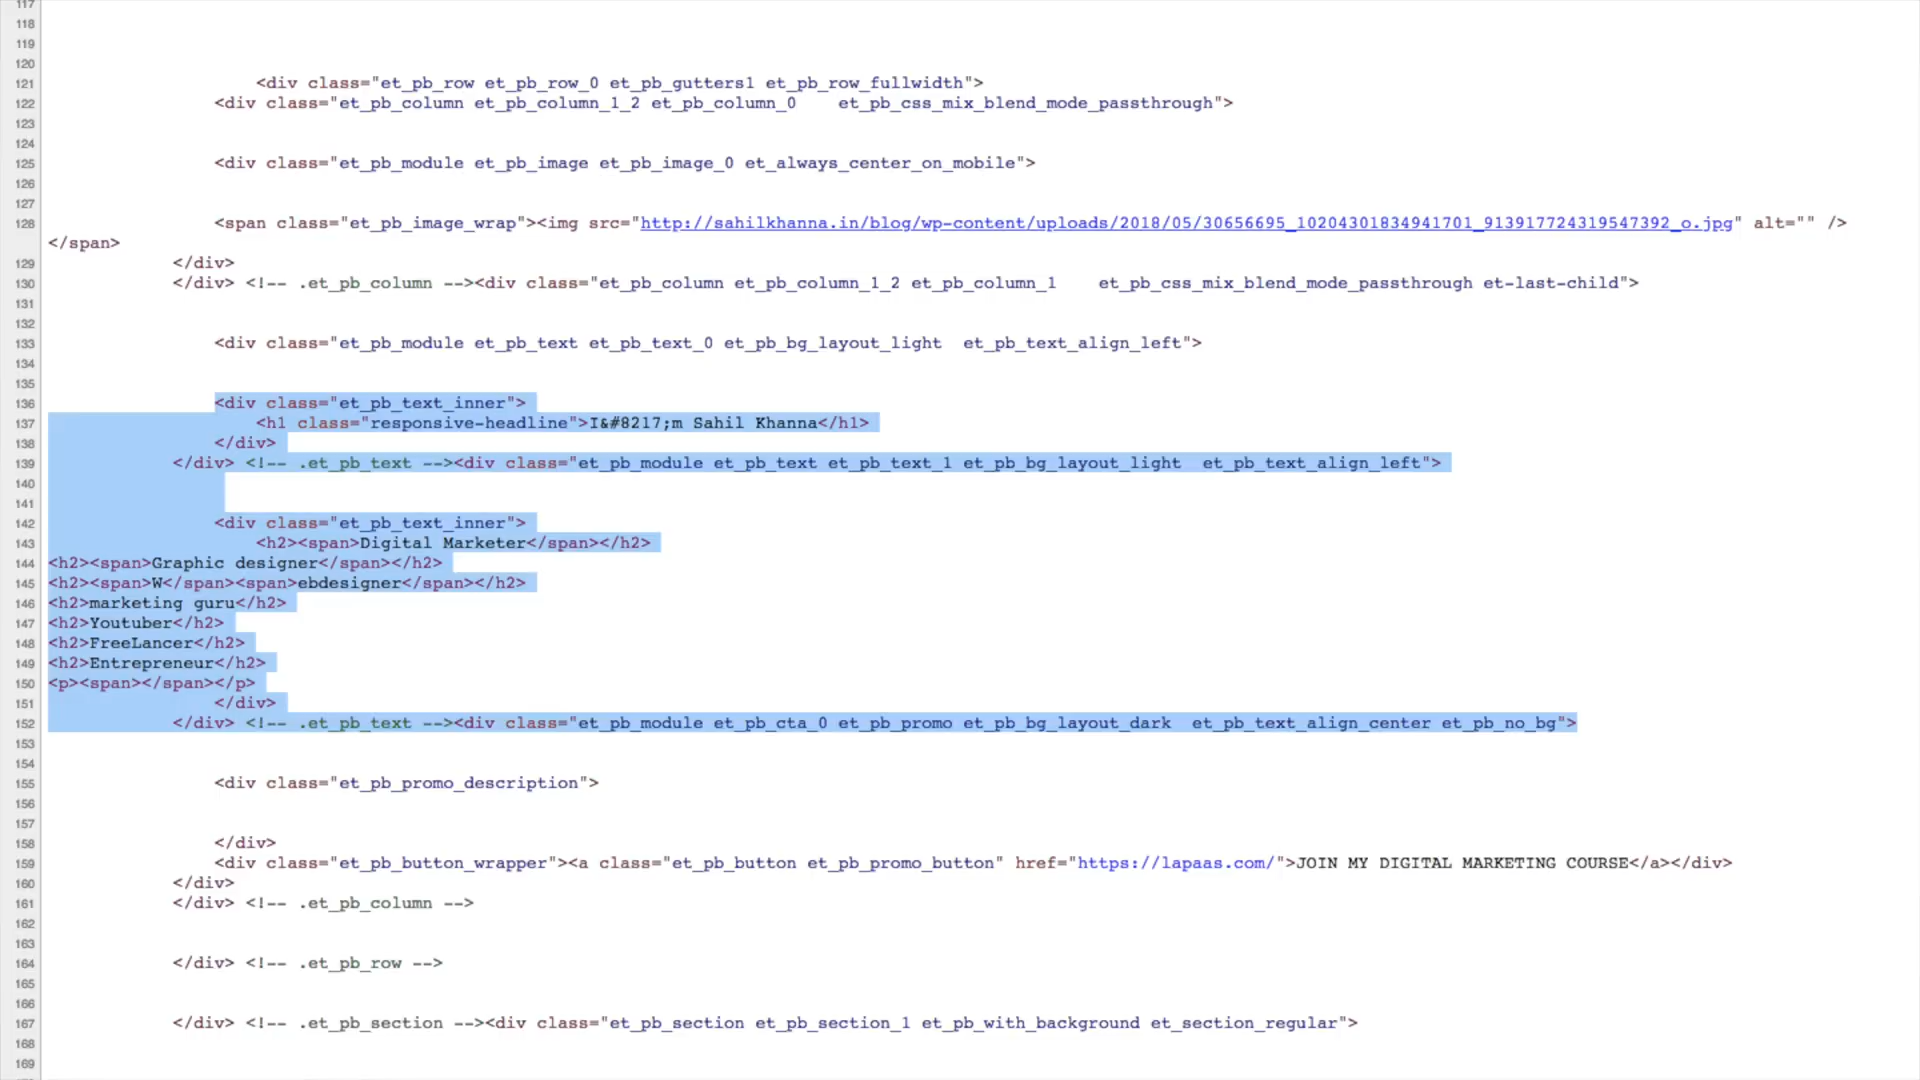 117
118
119
120
121 <div class="et_pb_row et_pb_row_0 et_pb_gutters1 et_pb_row_fullwidth">
122 <div class="et_pb_column et_pb_column_1_2 et_pb_column_0    et_pb_css_mix_blend_mode_passthrough">
123
124
125 <div class="et_pb_module et_pb_image et_pb_image_0 et_always_center_on_mobile">
126
127
128 <span class="et_pb_image_wrap"><img src="http://sahilkhanna.in/blog/wp-content/uploads/2018/05/30656695_10204301834941701_913917724319547392_o.jpg" alt="" />
</span>
129 </div>
130 </div> <!-- .et_pb_column --><div class="et_pb_column et_pb_column_1_2 et_pb_column_1    et_pb_css_mix_blend_mode_passthrough et-last-child">
131
132
133 <div class="et_pb_module et_pb_text et_pb_text_0 et_pb_bg_layout_light  et_pb_text_align_left">
134
135
136 <div class="et_pb_text_inner">
137 <h1 class="responsive-headline">I&#8217;m Sahil Khanna</h1>
138 </div>
139 </div> <!-- .et_pb_text --><div class="et_pb_module et_pb_text et_pb_text_1 et_pb_bg_layout_light  et_pb_text_align_left">
140
141
142 <div class="et_pb_text_inner">
143 <h2><span>Digital Marketer</span></h2>
144 <h2><span>Graphic designer</span></h2>
145 <h2><span>W</span><span>ebdesigner</span></h2>
146 <h2>marketing guru</h2>
147 <h2>Youtuber</h2>
148 <h2>FreeLancer</h2>
149 <h2>Entrepreneur</h2>
150 <p><span></span></p>
151 </div>
152 </div> <!-- .et_pb_text --><div class="et_pb_module et_pb_cta_0 et_pb_promo et_pb_bg_layout_dark  et_pb_text_align_center et_pb_no_bg">
153
154
155 <div class="et_pb_promo_description">
156
157
158 </div>
159 <div class="et_pb_button_wrapper"><a class="et_pb_button et_pb_promo_button" href="https://lapaas.com/">JOIN MY DIGITAL MARKETING COURSE</a></div>
160 </div>
161 </div> <!-- .et_pb_column -->
162
163
164 </div> <!-- .et_pb_row -->
165
166
167 </div> <!-- .et_pb_section --><div class="et_pb_section et_pb_section_1 et_pb_with_background et_section_regular">
168
169